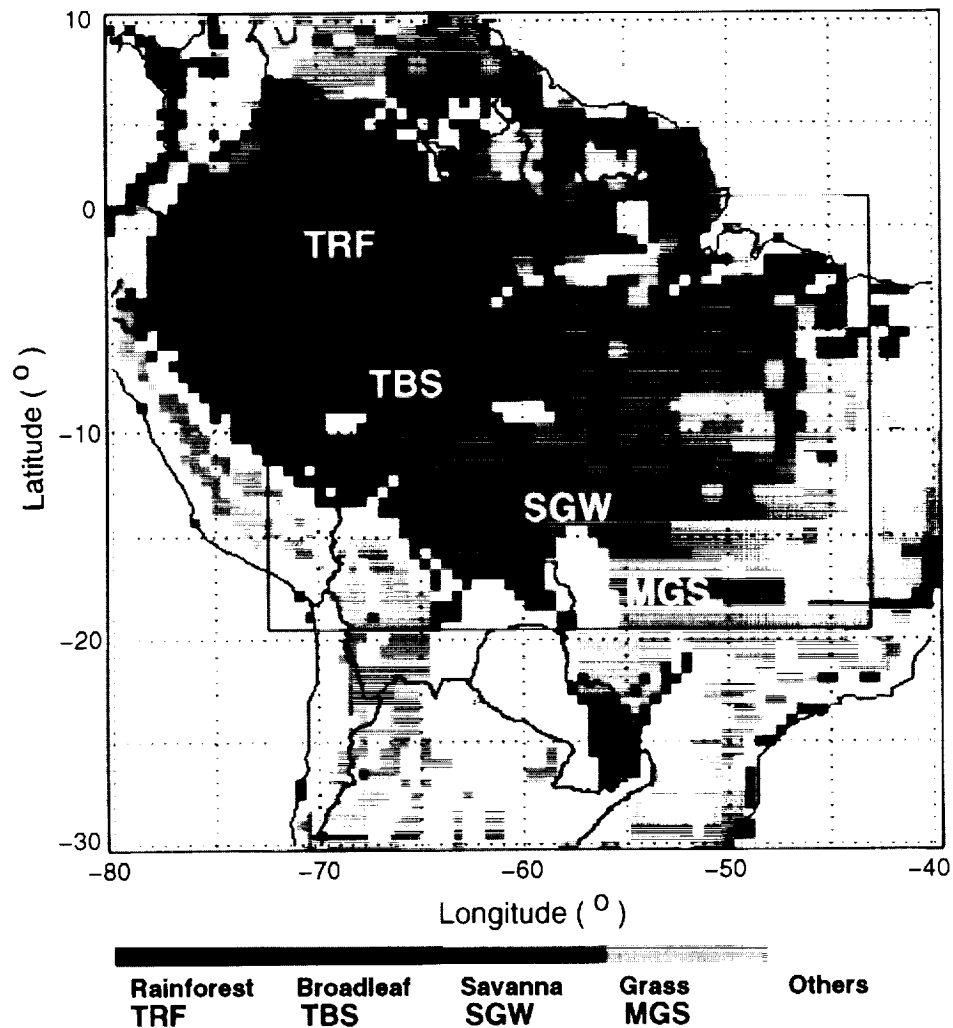 10
0
−10
−20
−30
Latitude ( O )
TRF
TBS
SGW
MGS
−80 −70 −60 −50 −40
Longitude ( O )
Rainforest Broadleaf Savanna Grass Others
TRF TBS SGW MGS